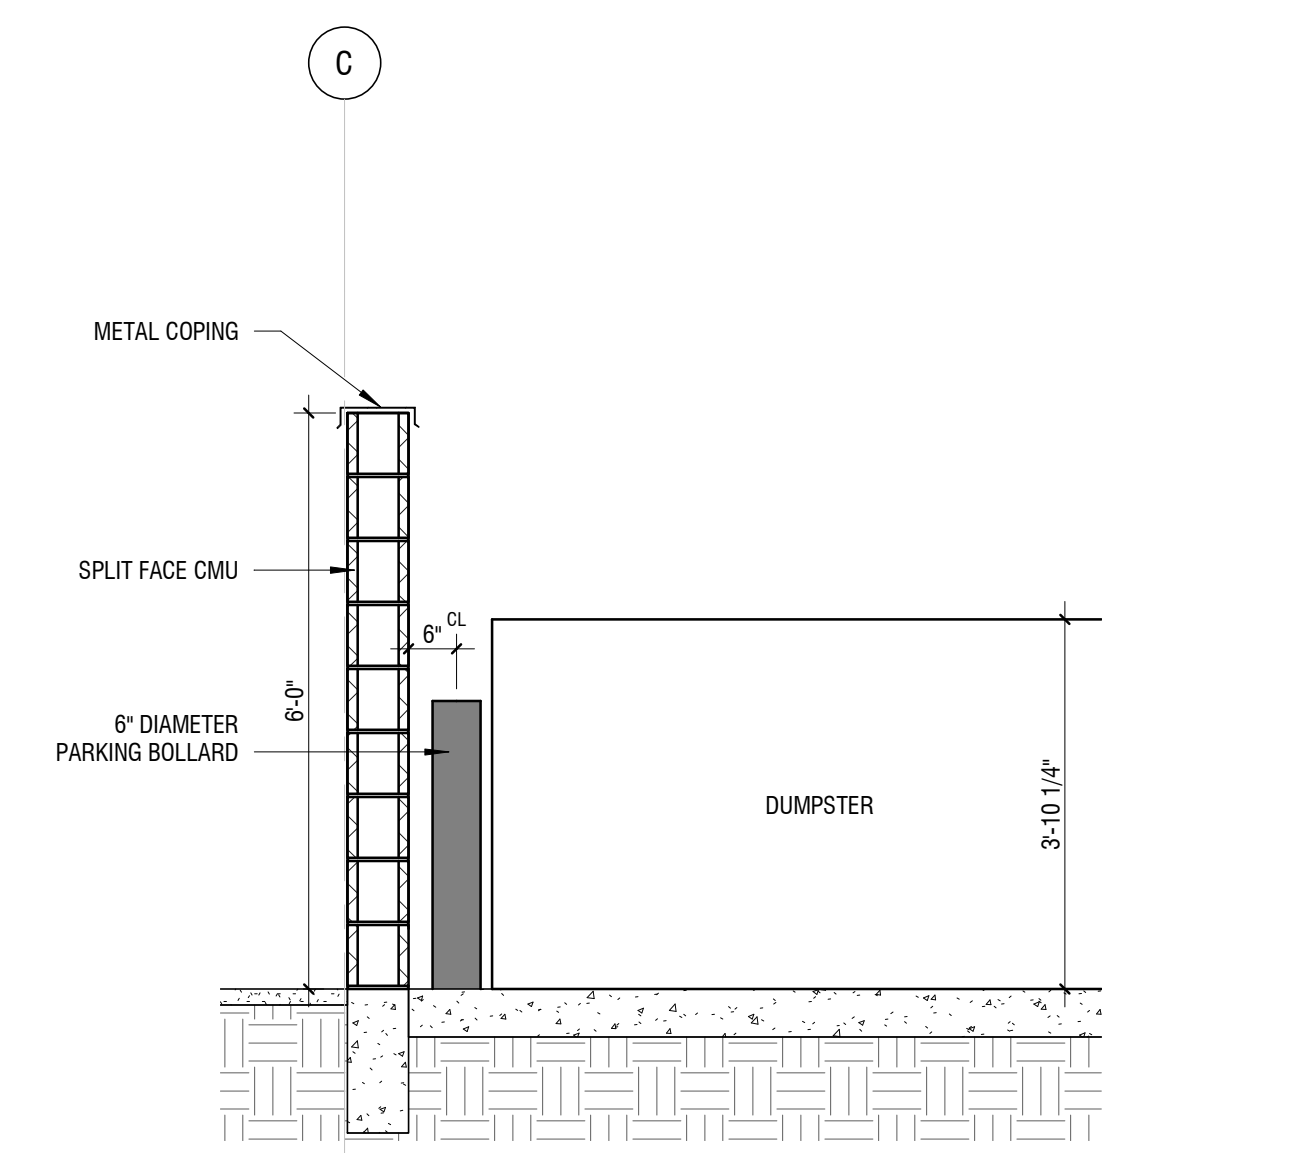 C
METAL COPING
SPLIT FACE CMU
6" CL
6'-0"
6" DIAMETER
PARKING BOLLARD
DUMPSTER
3'-10 1/4"